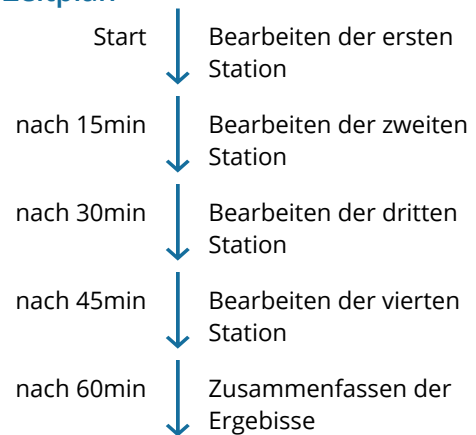 Zeitplan
Start
Bearbeiten der ersten
Station
nach 15min
Bearbeiten der zweiten
Station
nach 30min
Bearbeiten der dritten
Station
nach 45min
Bearbeiten der vierten
Station
nach 60min
Zusammenfassen der
Ergebisse